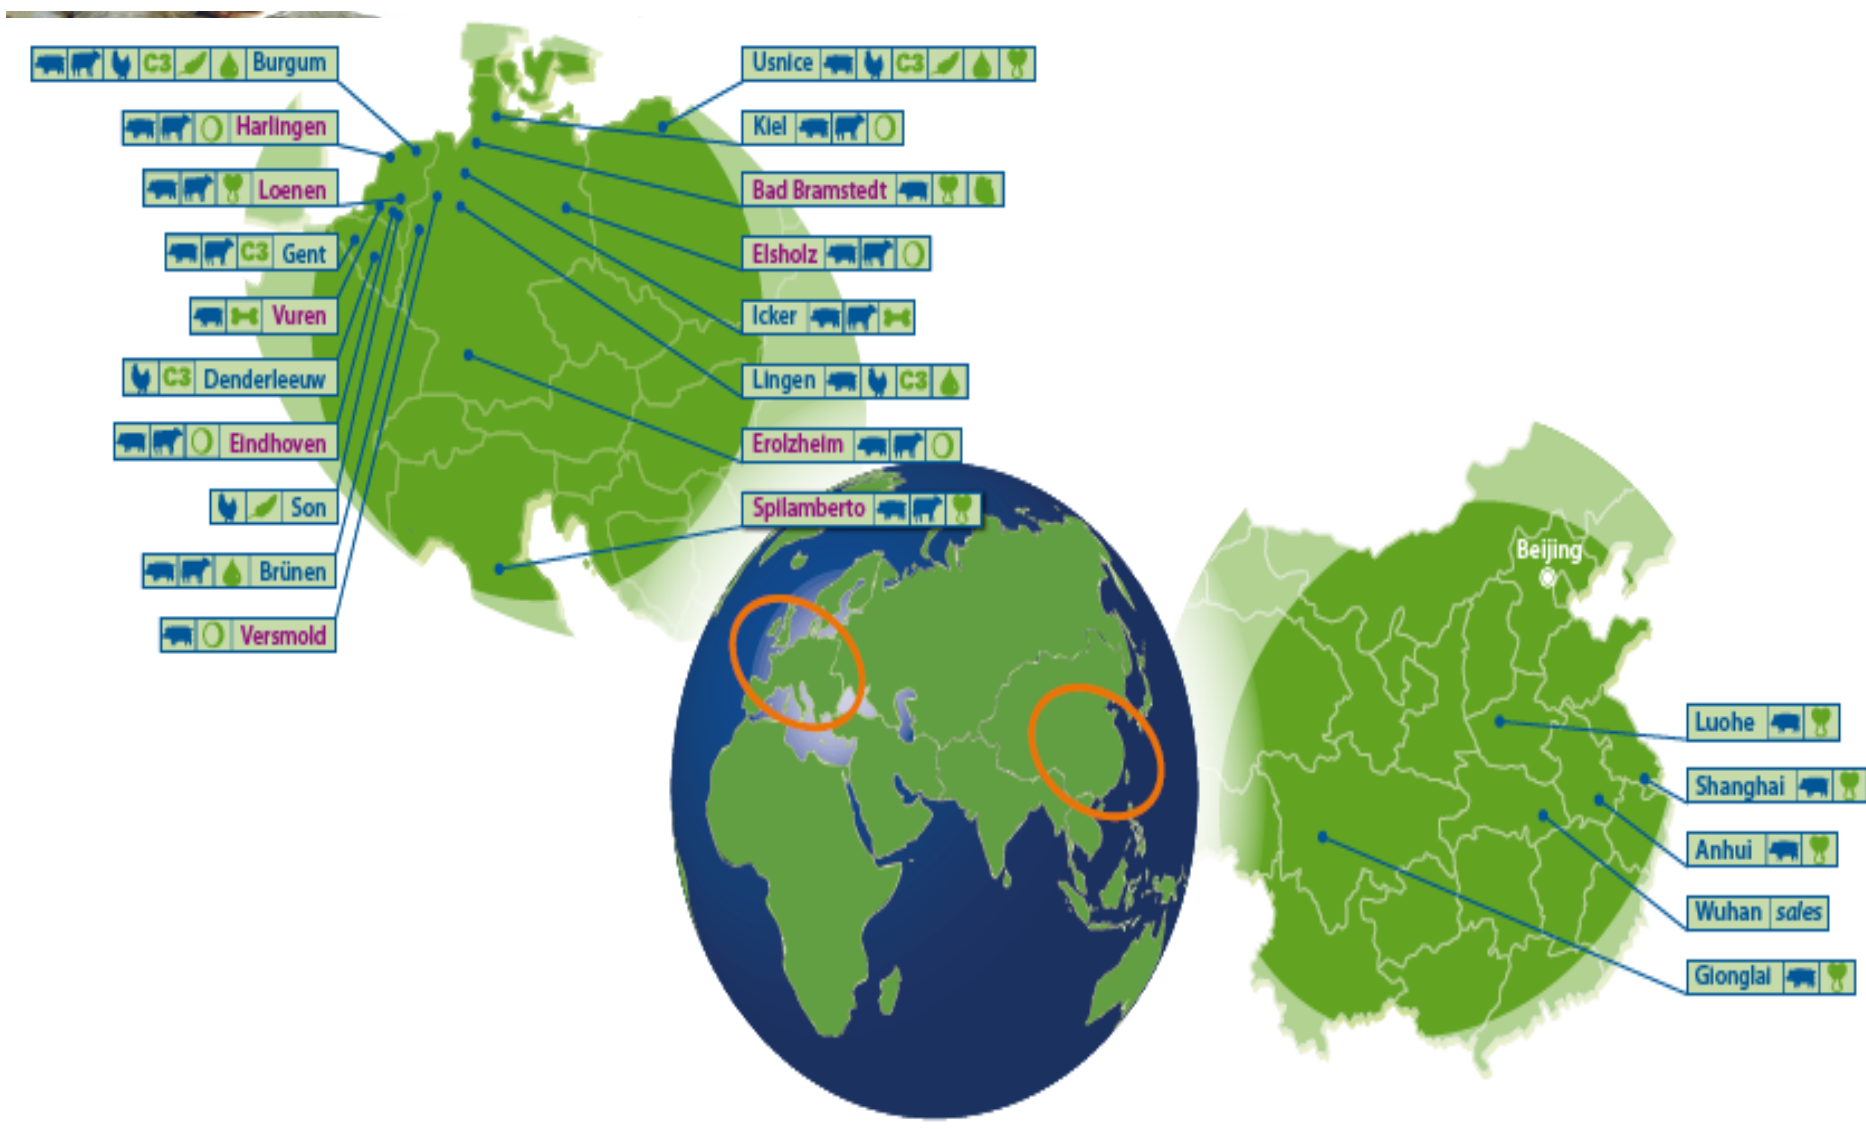 C3 Burgum
Harlingen
Loenen
C3 Gent
Vuren
C3 Denderleeuw
Eindhoven
Son
Brünen
Versmold
Usnice C3
Kiel
Bad Bramstedt
Elsholz
Icker
Lingen C3
Erolzheim
Spilamberto
Beijing
Luohe
Shanghai
Anhui
Wuhan sales
Gionglai